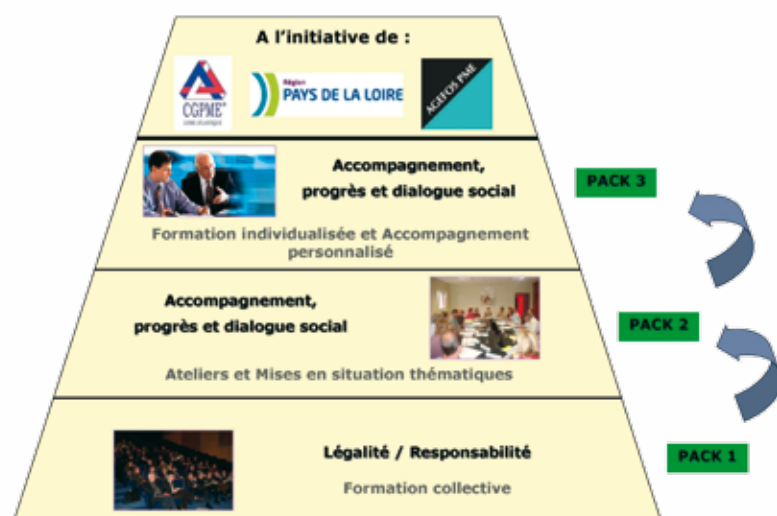 A l'initiative de :
CGPME
LOIRE ATLANTIQUE
Région
PAYS DE LA LOIRE
AGEFOS PME
Accompagnement,
progrès et dialogue social
PACK 3
Formation individualisée et Accompagnement
personnalisé
Accompagnement,
progrès et dialogue social
PACK 2
Ateliers et Mises en situation thématiques
Légalité / Responsabilité
PACK 1
Formation collective